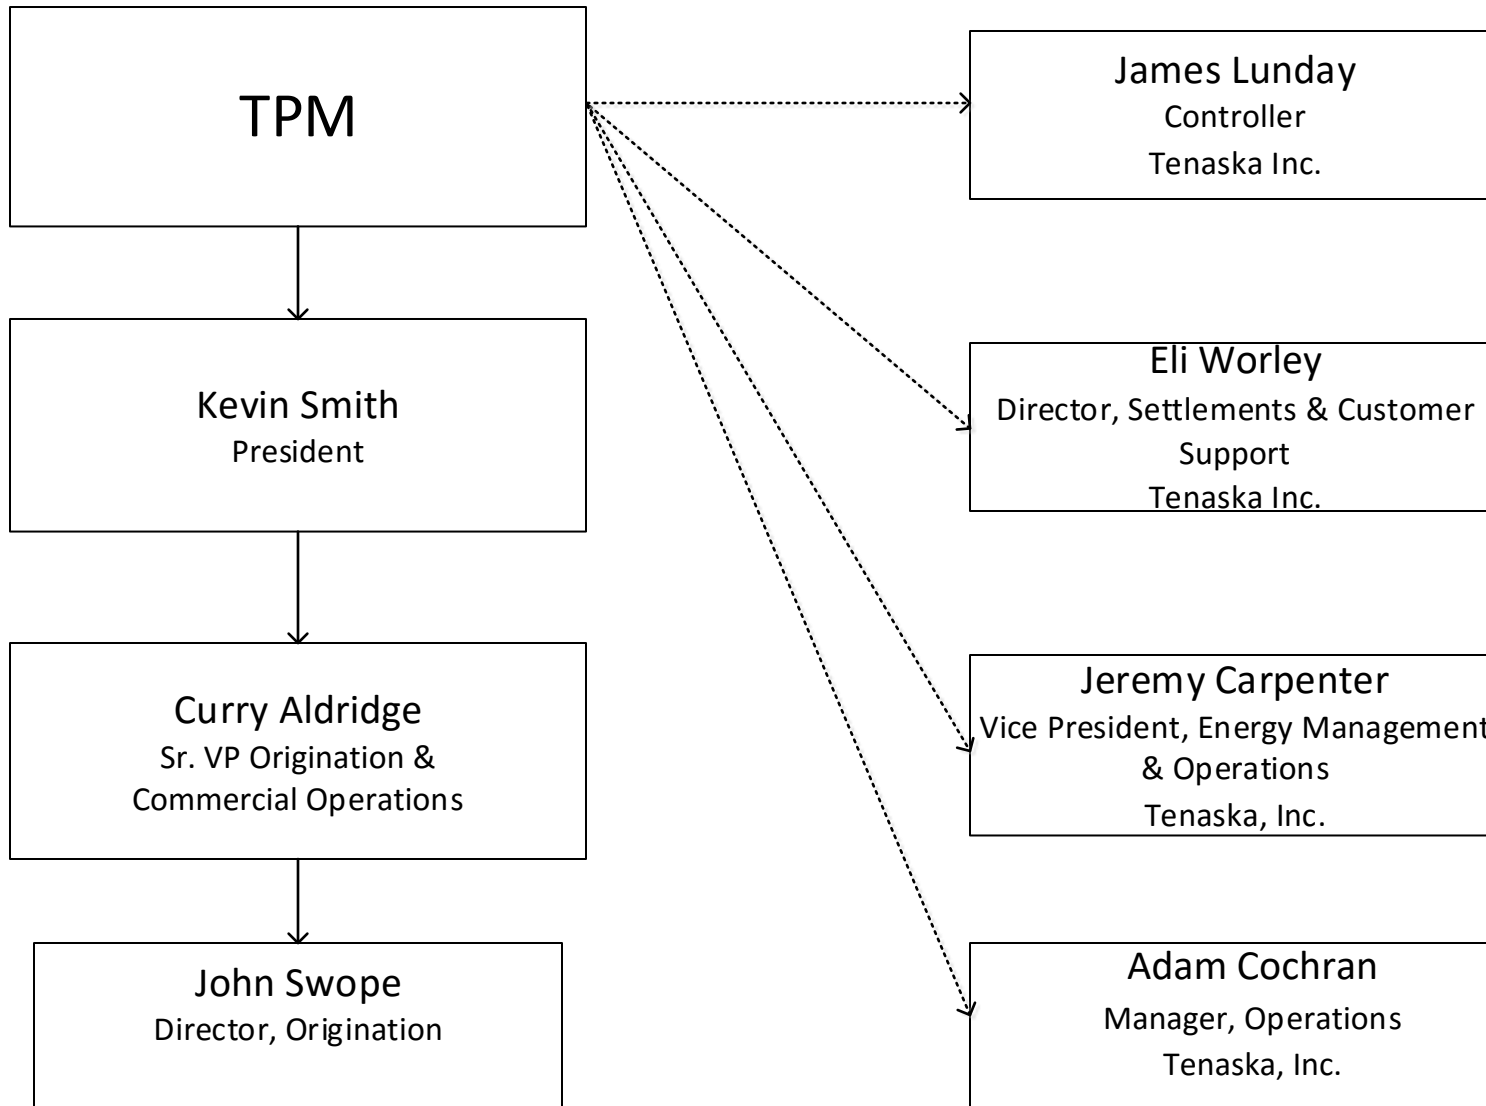 TPM
Kevin Smith
President
Curry Aldridge
Sr. VP Origination &
Commercial Operations
John Swope
Director, Origination
James Lunday
Controller
Tenaska Inc.
Eli Worley
Director, Settlements & Customer
Support
Tenaska Inc.
Jeremy Carpenter
Vice President, Energy Management
& Operations
Tenaska, Inc.
Adam Cochran
Manager, Operations
Tenaska, Inc.